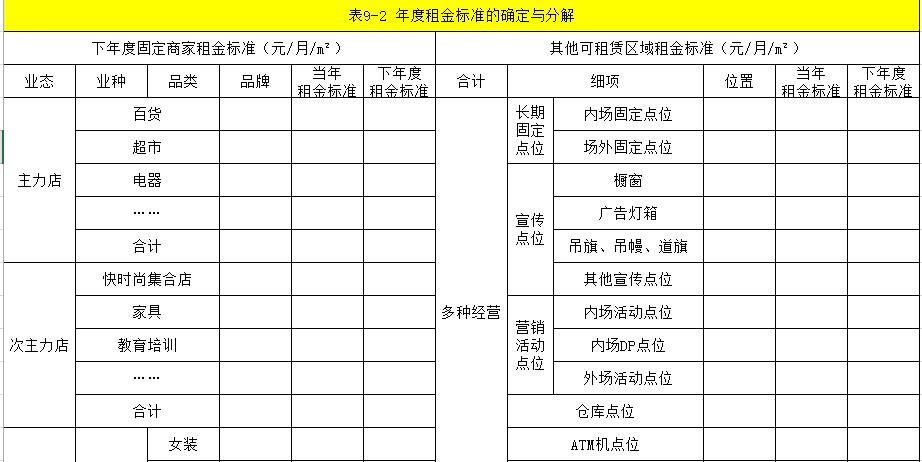 表9-2 年度租金标准的确定与分解
下年度固定商家租金标准（元/月/m²） 其他可租赁区域租金标准（元/月/m²）
业态 业种 品类 品牌 当年租金标准 下年度租金标准 合计 细项 位置 当年租金标准 下年度租金标准
主力店 百货 多种经营 长期固定点位 内场固定点位
超市 场外固定点位
电器 宣传点位 橱窗
…… 广告灯箱
合计 吊旗、吊幔、道旗
次主力店 快时尚集合店 其他宣传点位
家具 营销活动点位 内场活动点位
教育培训 内场DP点位
…… 外场活动点位
合计 仓库点位
女装 ATM机点位